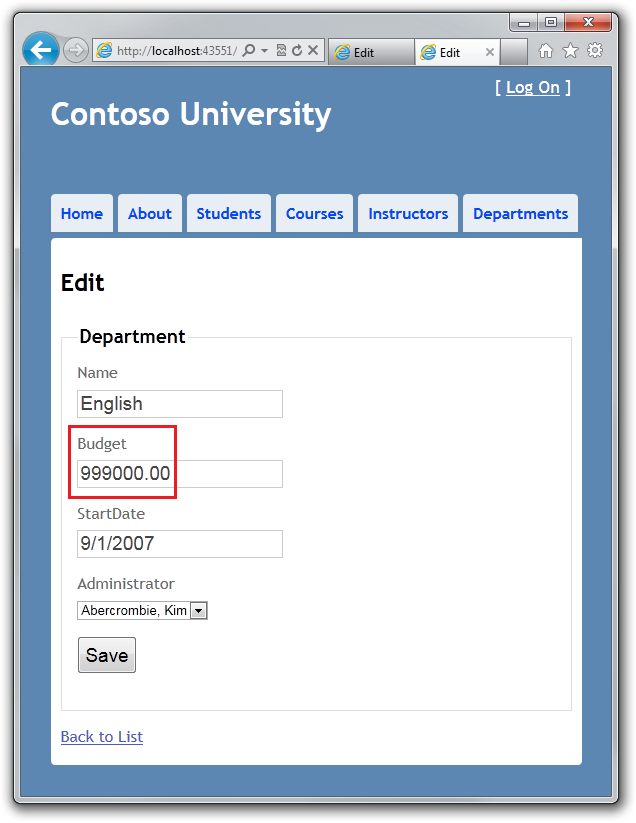 http://localhost:43551/
Edit
Edit
[ Log On ]
Contoso University
Home About Students Courses Instructors Departments
Edit
Department
Name
English
Budget
999000.00
StartDate
9/1/2007
Administrator
Abercrombie, Kim
Save
Back to List